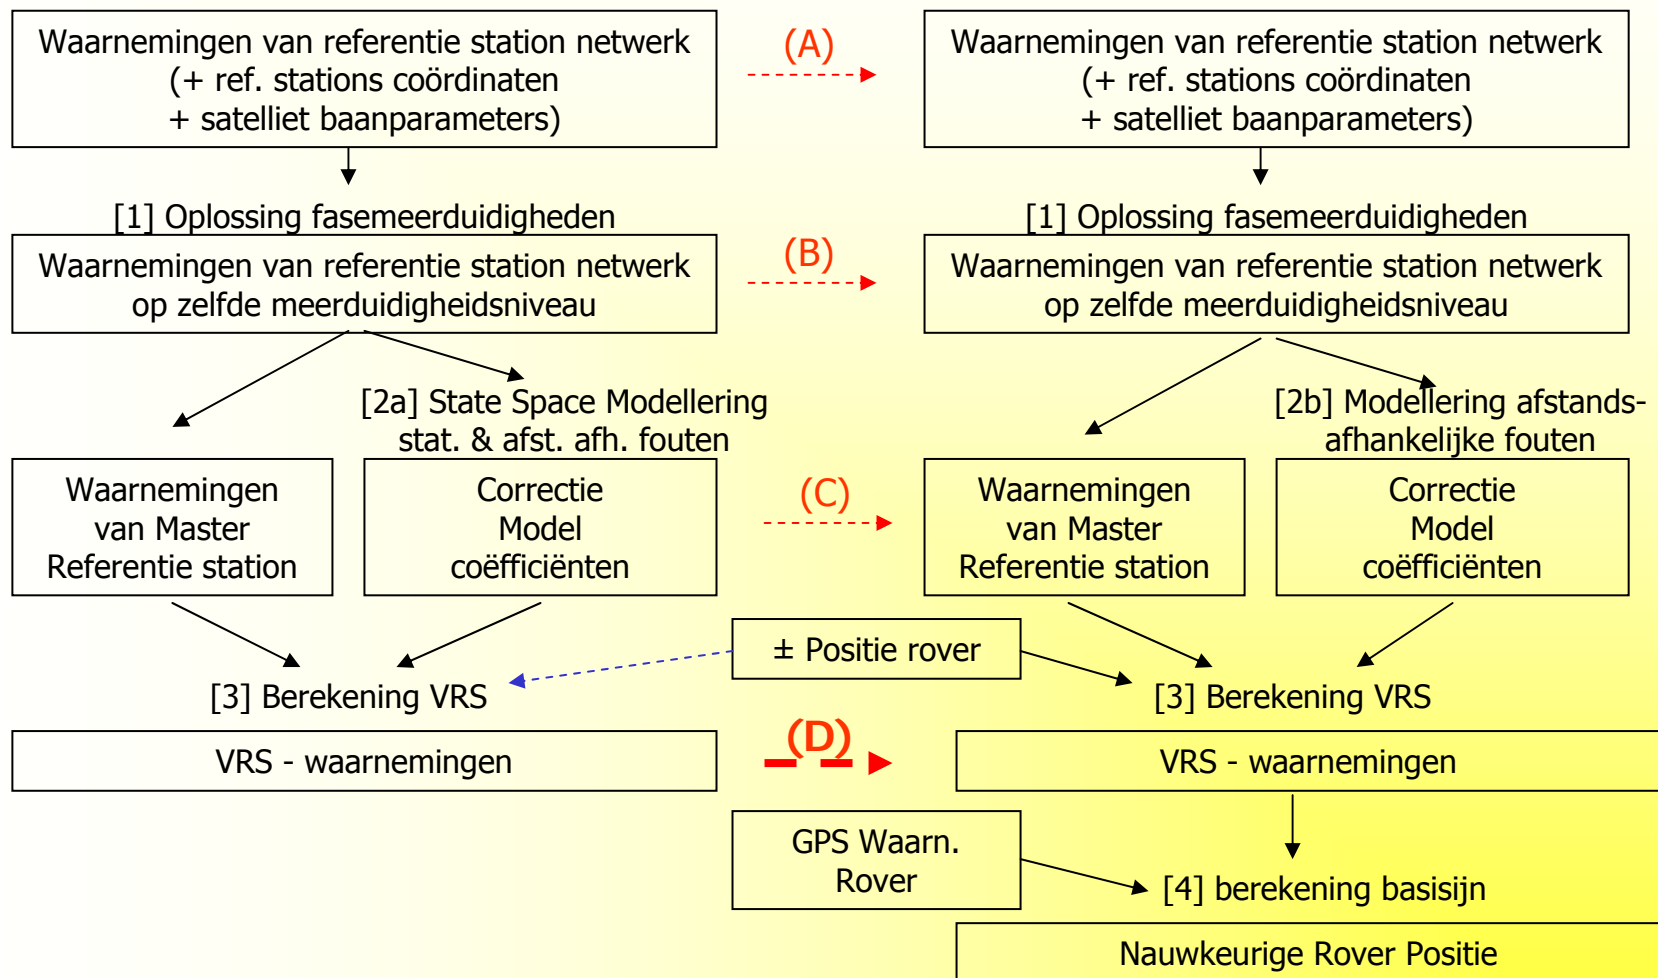 Waarnemingen van referentie station netwerk
(+ ref. stations coördinaten
+ satelliet baanparameters)
(A)
Waarnemingen van referentie station netwerk
(+ ref. stations coördinaten
+ satelliet baanparameters)
[1] Oplossing fasemeerduidigheden
[1] Oplossing fasemeerduidigheden
Waarnemingen van referentie station netwerk
op zelfde meerduidigheidsniveau
(B)
Waarnemingen van referentie station netwerk
op zelfde meerduidigheidsniveau
[2a] State Space Modellering
stat. & afst. afh. fouten
[2b] Modellering afstands-
afhankelijke fouten
Waarnemingen
van Master
Referentie station
Correctie
Model
coëfficiënten
(C)
Waarnemingen
van Master
Referentie station
Correctie
Model
coëfficiënten
± Positie rover
[3] Berekening VRS
[3] Berekening VRS
VRS - waarnemingen
(D)
VRS - waarnemingen
GPS Waarn.
Rover
[4] berekening basisijn
Nauwkeurige Rover Positie